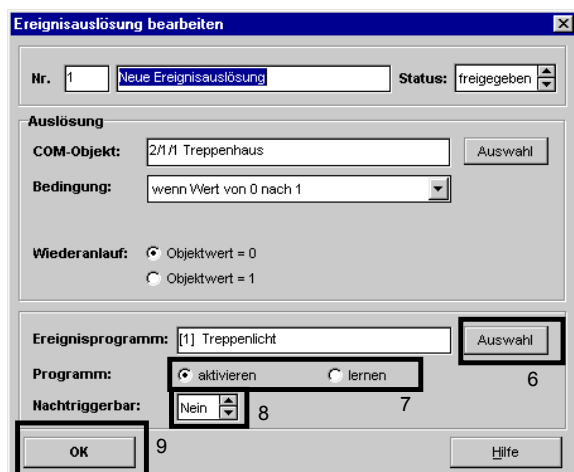 Ereignisauslösung bearbeiten
Nr. 1 Neue Ereignisauslösung Status: freigegeben
Auslösung
COM-Objekt: 2/1/1 Treppenhaus Auswahl
Bedingung: wenn Wert von 0 nach 1
Wiederanlauf: Objektwert = 0
Objektwert = 1
Ereignisprogramm: [1] Treppenlicht Auswahl
6
Programm: aktivieren lernen
7
Nachtriggerbar: Nein 8
OK 9 Hilfe